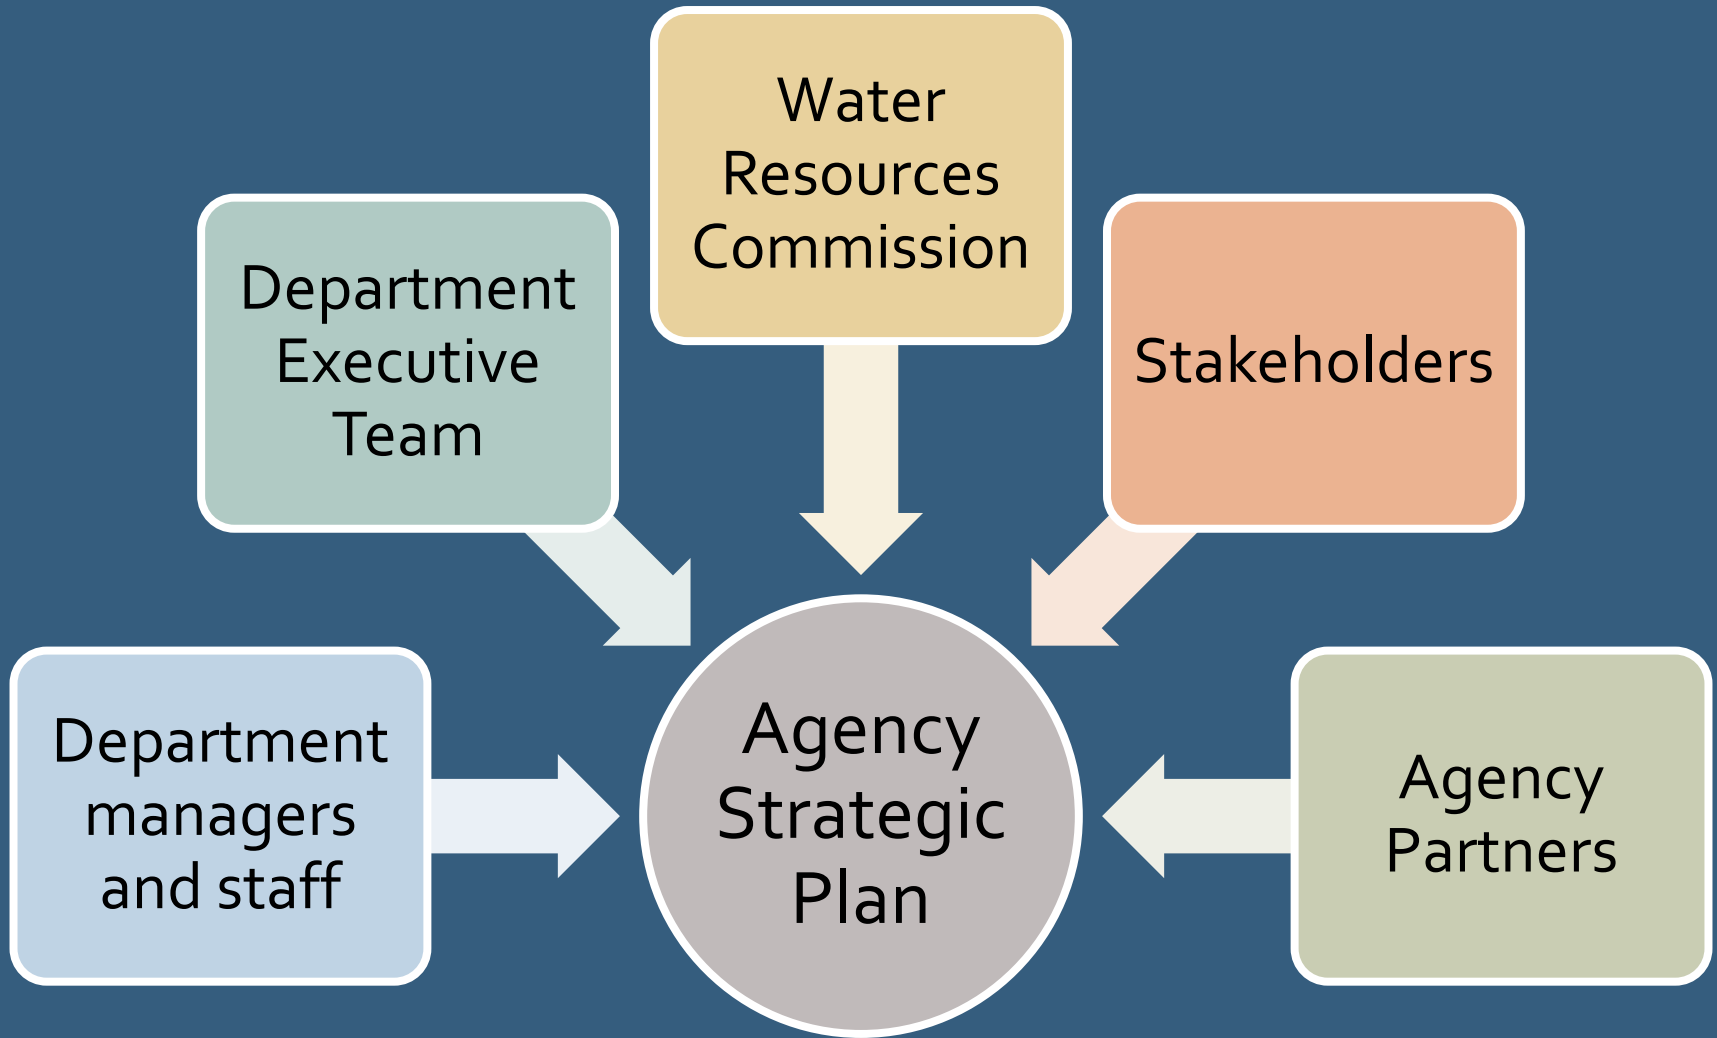 Water
Resources
Commission
Department
Executive
Team
Stakeholders
Department
managers
and staff
Agency
Strategic
Plan
Agency
Partners